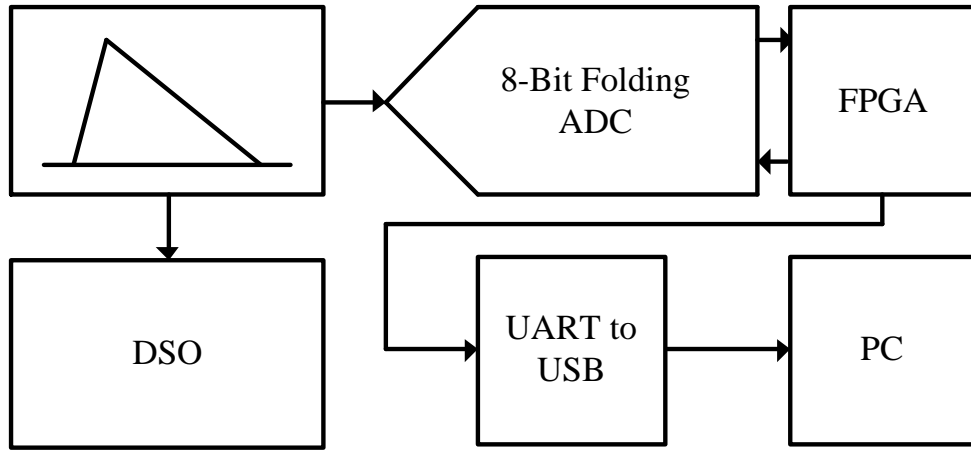 8-Bit Folding
ADC
FPGA
DSO
UART to
USB
PC